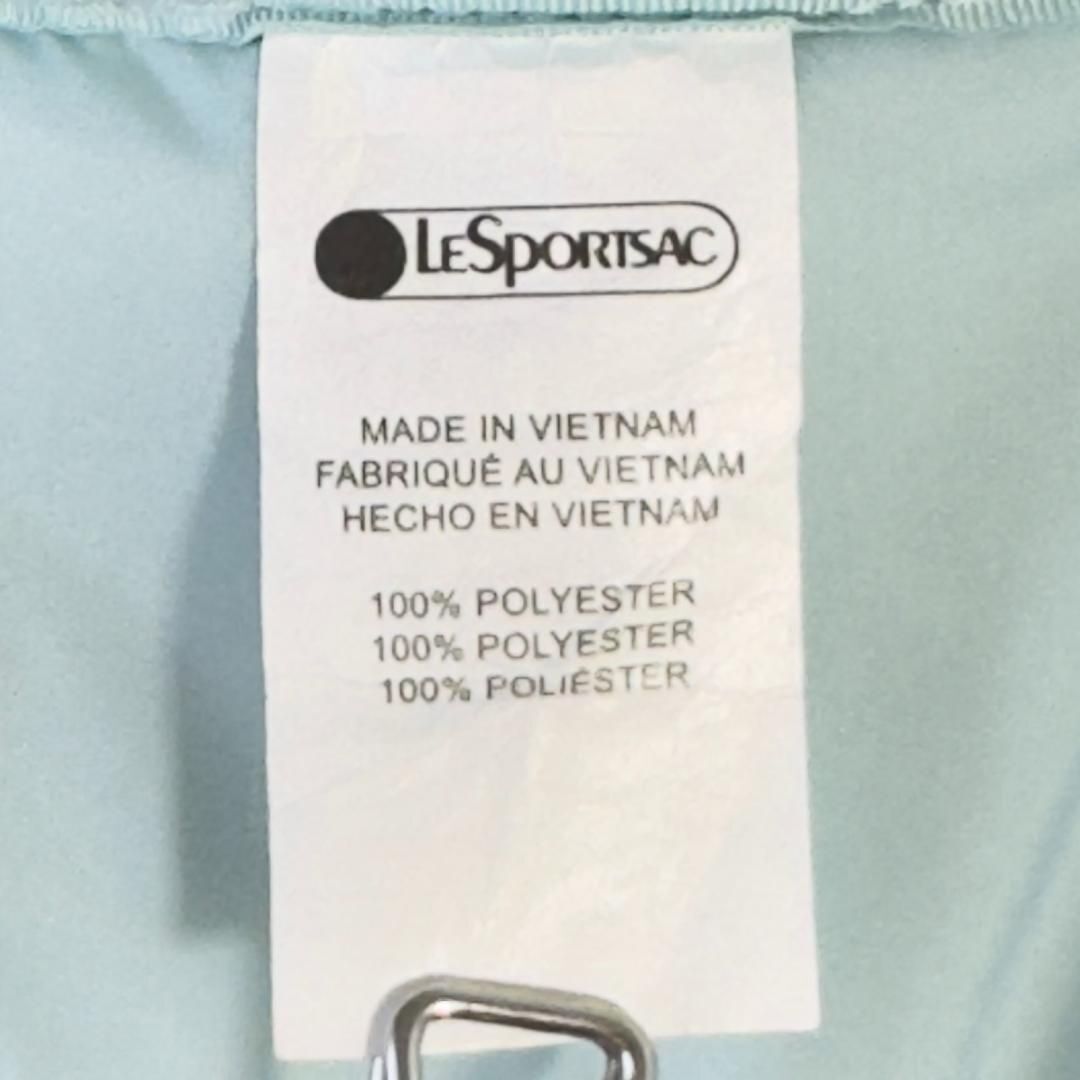 LeSportsac
MADE IN VIETNAM
FABRIQUÉ AU VIETNAM
HECHO EN VIETNAM
100% POLYESTER
100% POLYESTER
100% POLIÉSTER